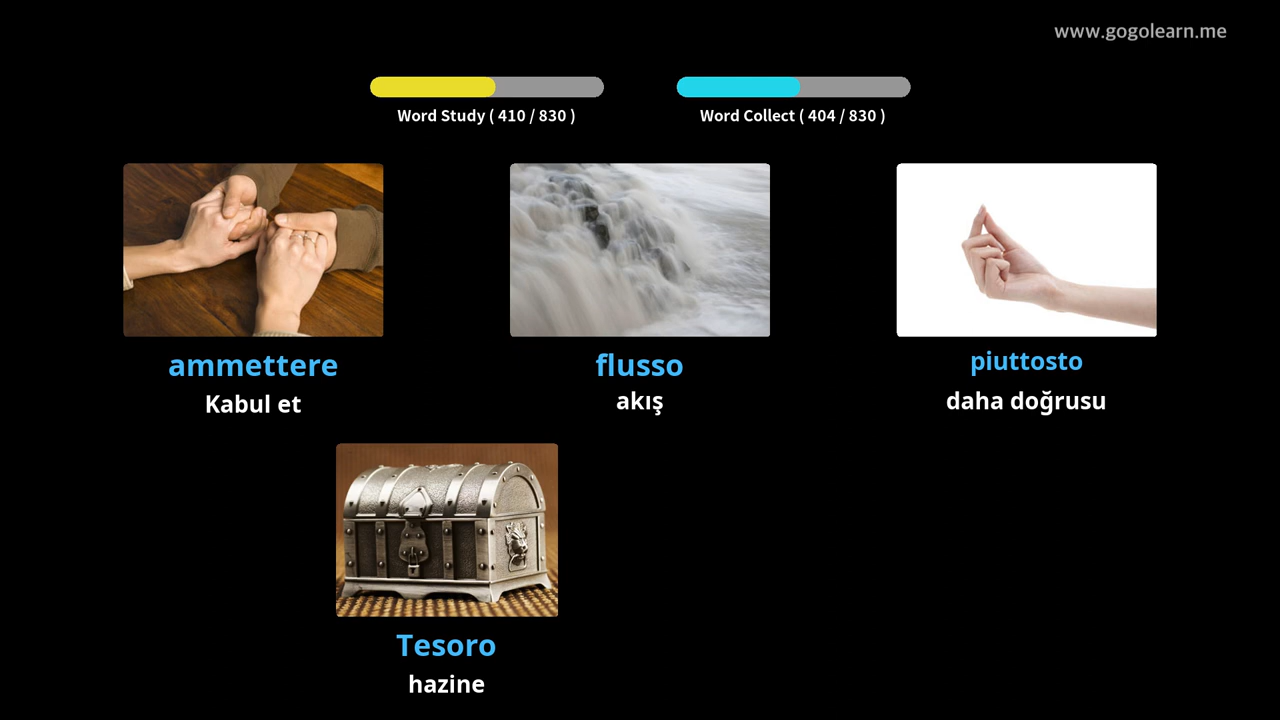 www.gogolearn.me
Word Study ( 410 / 830 )
Word Collect ( 404 / 830 )
ammettere
Kabul et
flusso
akış
piuttosto
daha doğrusu
Tesoro
hazine